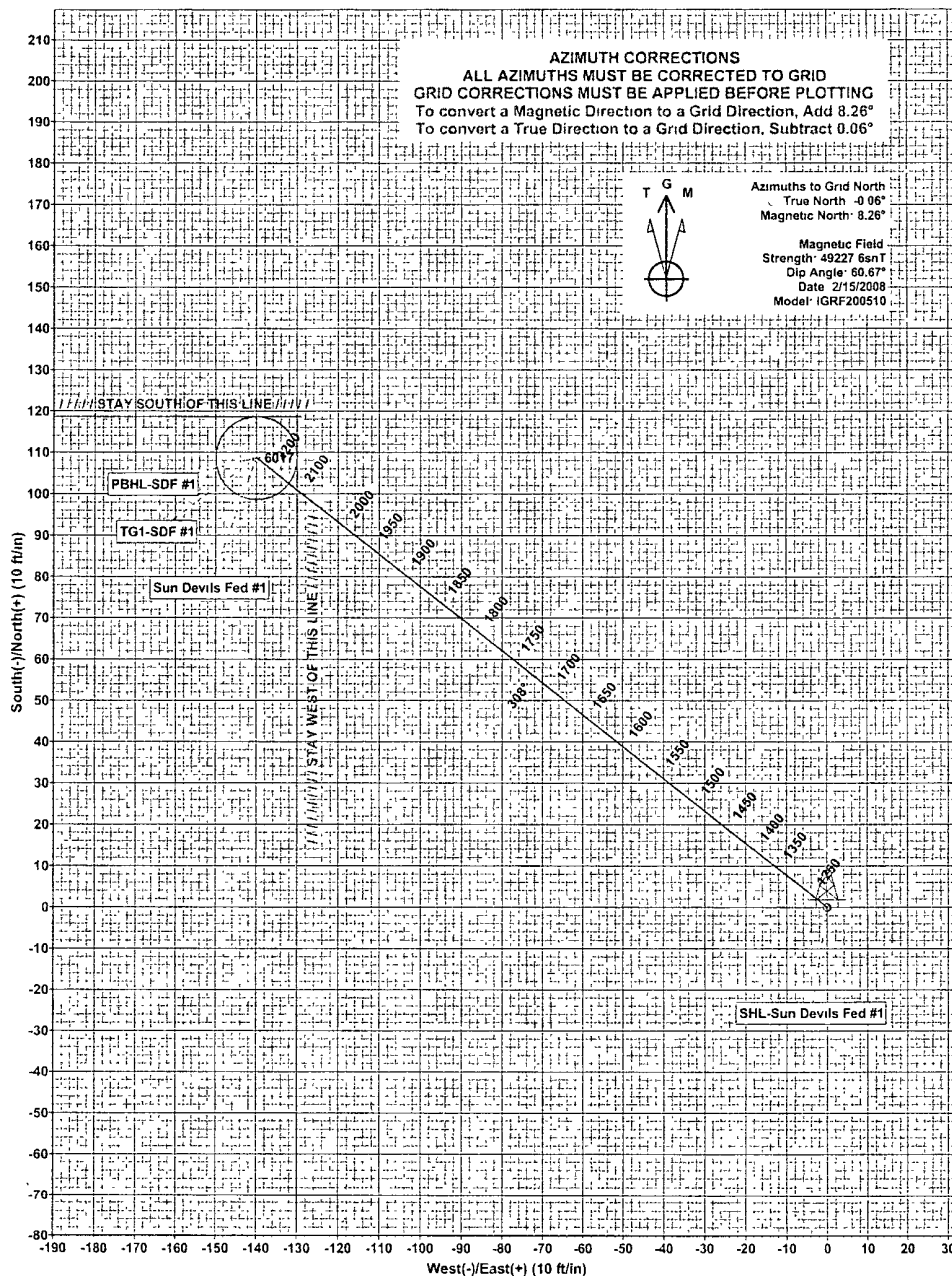 AZIMUTH CORRECTIONS
ALL AZIMUTHS MUST BE CORRECTED TO GRID
GRID CORRECTIONS MUST BE APPLIED BEFORE PLOTTING
To convert a Magnetic Direction to a Grid Direction, Add 8.26°
To convert a True Direction to a Grid Direction, Subtract 0.06°
T G M
Azimuths to Grid North
True North -0 06°
Magnetic North· 8.26°
Magnetic Field
Strength· 49227 6snT
Dip Angle· 60.67°
Date 2/15/2008
Model· IGRF200510
South(-)/North(+) (10 ft/in)
210
200
190
180
170
160
150
140
130
120
110
100
90
80
70
60
50
40
30
20
10
0
-10
-20
-30
-40
-50
-60
-70
-80
/ / / / / STAY SOUTH OF THIS LINE / / / / /
PBHL-SDF #1
TG1-SDF #1
Sun Devils Fed #1
/ / / / / / STAY WEST OF THIS LINE / / / / / /
2100
2000
1950
1900
1850
1800
1750
1700
308°
1650
1600
1550
1500
1450
1400
1350
1250
SHL-Sun Devils Fed #1
-190 -180 -170 -160 -150 -140 -130 -120 -110 -100 -90 -80 -70 -60 -50 -40 -30 -20 -10 0 10 20 30
West(-)/East(+) (10 ft/in)